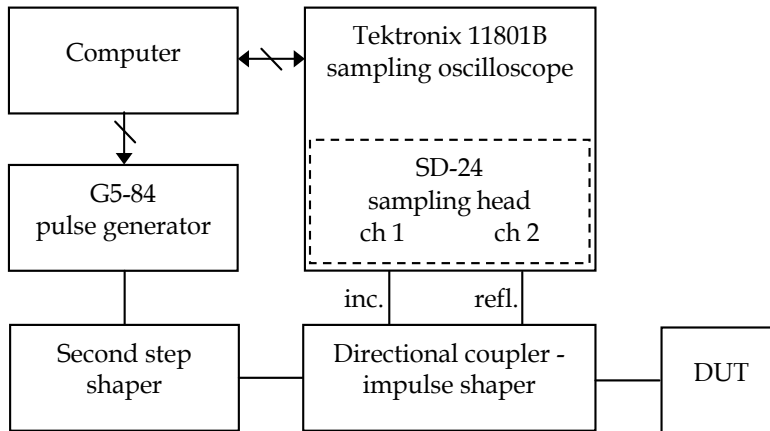 Computer
Tektronix 11801B
sampling oscilloscope
SD-24
sampling head
ch 1 ch 2
G5-84
pulse generator
inc. refl.
Second step
shaper
Directional coupler -
impulse shaper
DUT